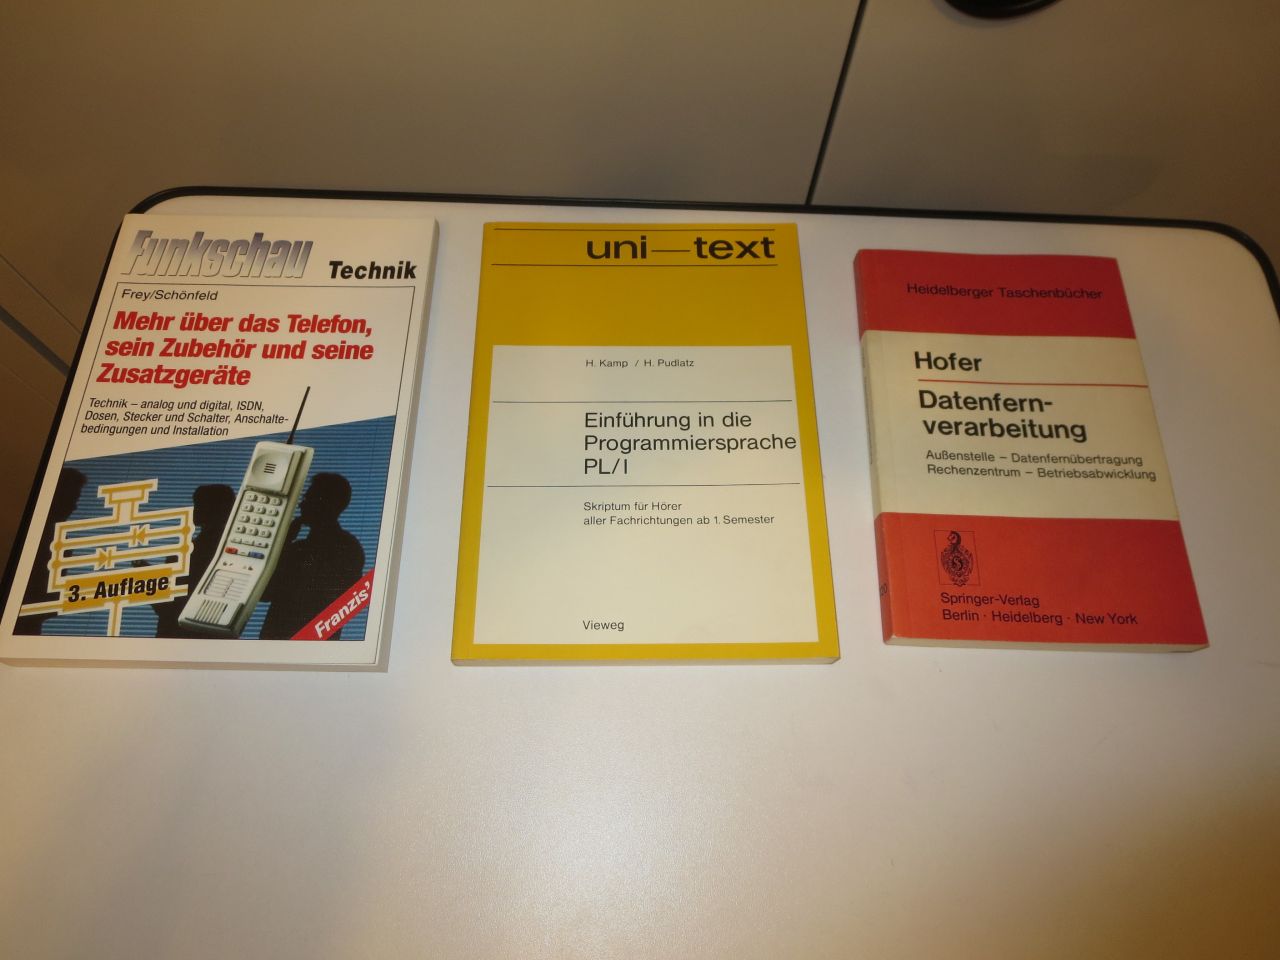 Funkschau
Technik
Frey/Schönfeld
Mehr über das Telefon,
sein Zubehör und seine
Zusatzgeräte
Technik – analog und digital, ISDN,
Dosen, Stecker und Schalter, Anschalte-
bedingungen und Installation
3. Auflage
Franzis'
uni—text
H. Kamp / H. Pudlatz
Einführung in die
Programmiersprache
PL/I
Skriptum für Hörer
aller Fachrichtungen ab 1. Semester
Vieweg
Heidelberger Taschenbücher
Hofer
Datenfern-
verarbeitung
Außenstelle – Datenfernübertragung
Rechenzentrum – Betriebsabwicklung
Springer-Verlag
Berlin · Heidelberg · New York